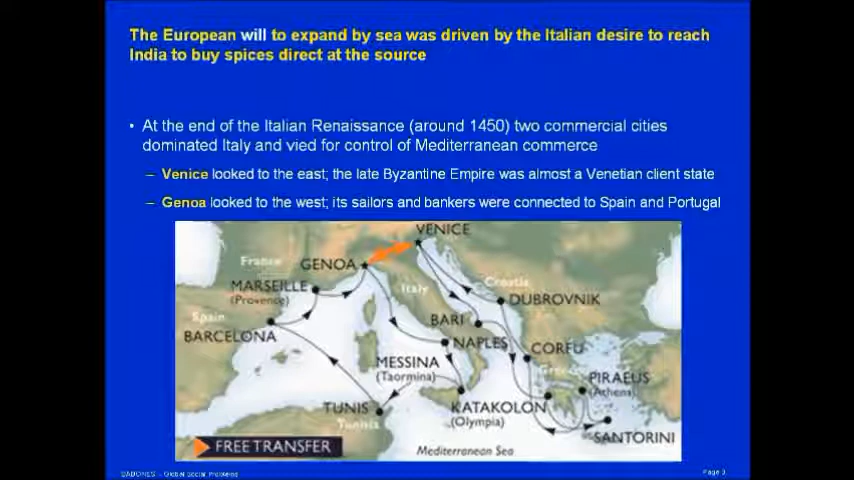 The European will to expand by sea was driven by the Italian desire to reach
India to buy spices direct at the source
• At the end of the Italian Renaissance (around 1450) two commercial cities
dominated Italy and vied for control of Mediterranean commerce
– Venice looked to the east; the late Byzantine Empire was almost a Venetian client state
– Genoa looked to the west; its sailors and bankers were connected to Spain and Portugal
VENICE
France
GENOA
MARSEILLE
(Provence)
Italy
Croatia
DUBROVNIK
Spain
BARCELONA
BARI
NAPLES
CORFU
MESSINA
(Taormina)
Greece
PIRAEUS
(Athens)
TUNIS
Tunisia
KATAKOLON
(Olympia)
SANTORINI
FREE TRANSFER
Mediterranean Sea
- Global Social Problems
Page 3